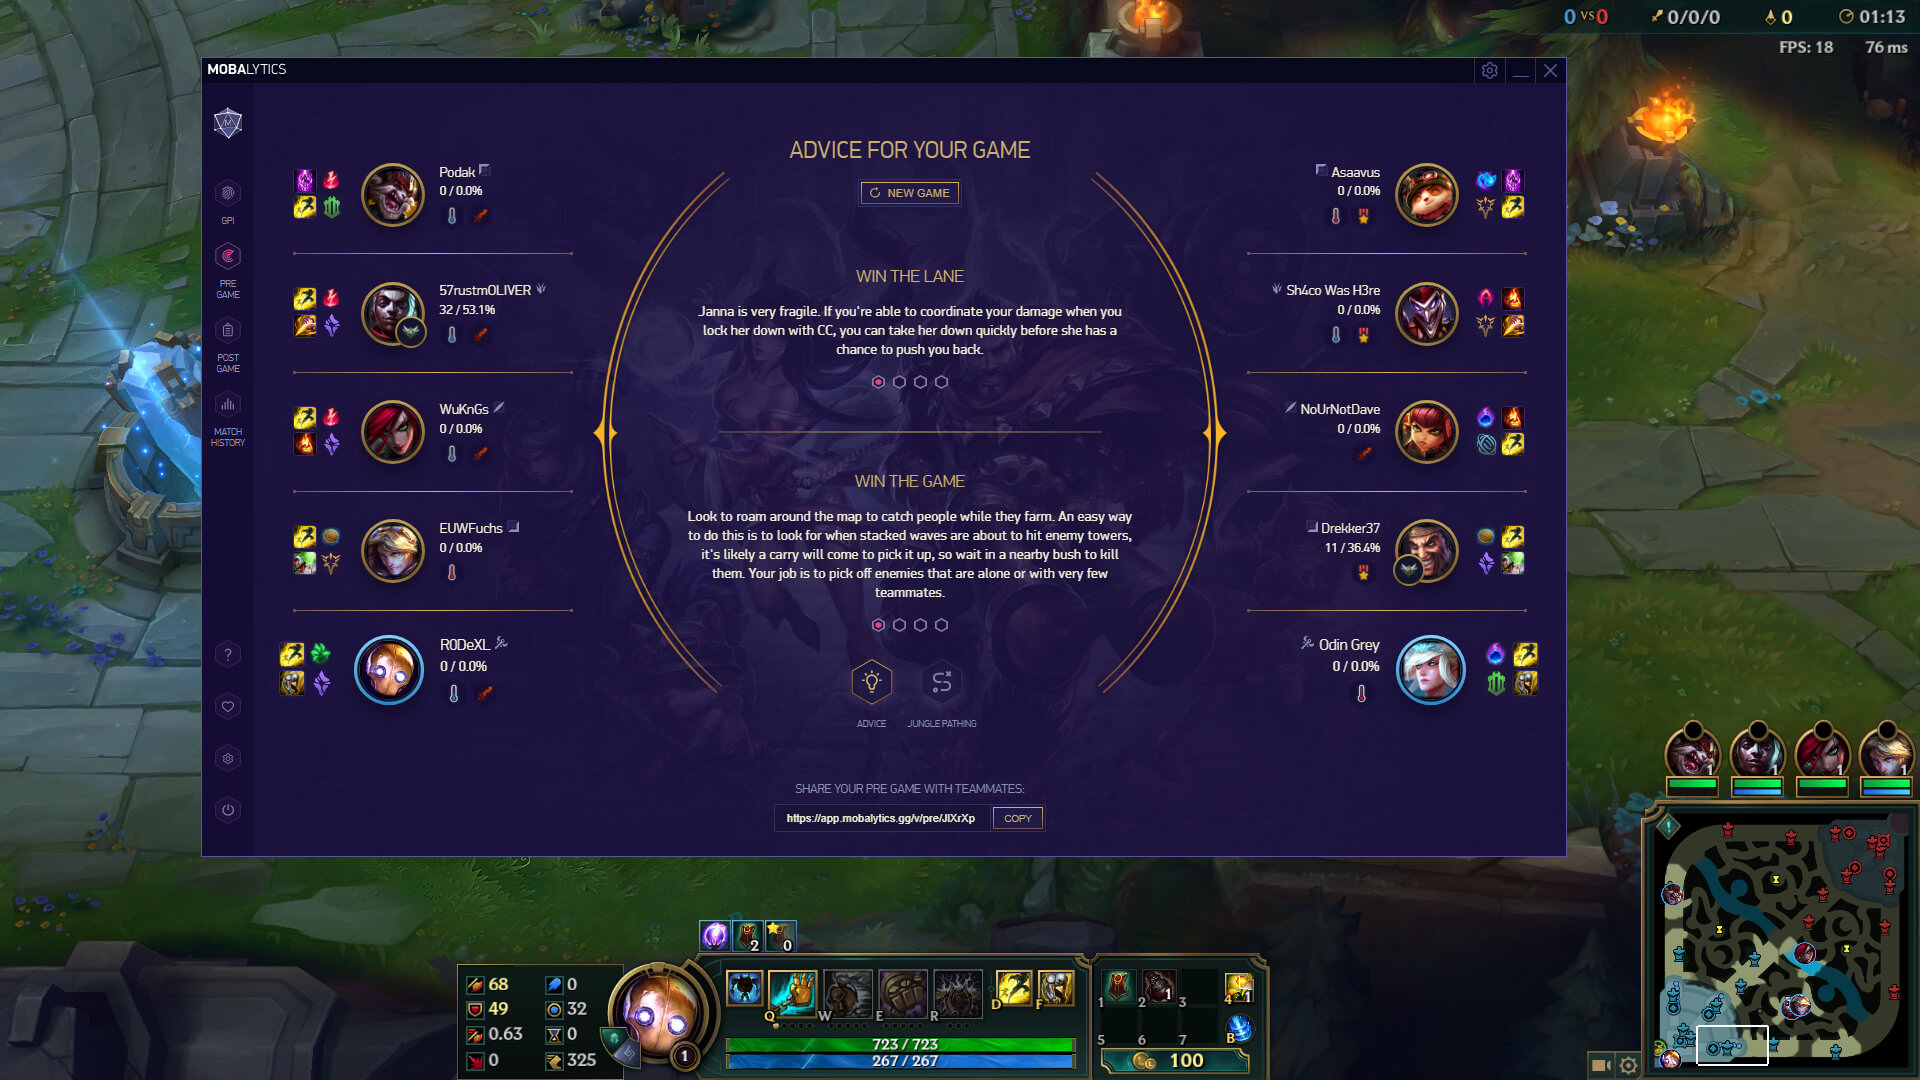 0 VS 0
0/0/0
0
01:13
FPS: 18
76 ms
MOBALYTICS
ADVICE FOR YOUR GAME
NEW GAME
GPI
PRE
GAME
POST
GAME
MATCH
HISTORY
Podak
0 / 0.0%
57rustmOLIVER
32 / 53.1%
WuKnGs
0 / 0.0%
EUWFuchs
0 / 0.0%
R0DeXL
0 / 0.0%
WIN THE LANE
Janna is very fragile. If you're able to coordinate your damage when you
lock her down with CC, you can take her down quickly before she has a
chance to push you back.
WIN THE GAME
Look to roam around the map to catch people while they farm. An easy way
to do this is to look for when stacked waves are about to hit enemy towers,
it's likely a carry will come to pick it up, so wait in a nearby bush to kill
them. Your job is to pick off enemies that are alone or with very few
teammates.
ADVICE
JUNGLE PATHING
SHARE YOUR PRE GAME WITH TEAMMATES:
https://app.mobalytics.gg/v/pre/JlXrXp
COPY
Asaavus
0 / 0.0%
Sh4co Was H3re
0 / 0.0%
NoUrNotDave
0 / 0.0%
Drekker37
11 / 36.4%
Odin Grey
0 / 0.0%
?
1
1
1
1
2
0
68
0
49
32
0.63
0
0
325
1
Q
W
E
R
D
F
723 / 723
267 / 267
1
2
1
3
4
1
5
6
7
B
100